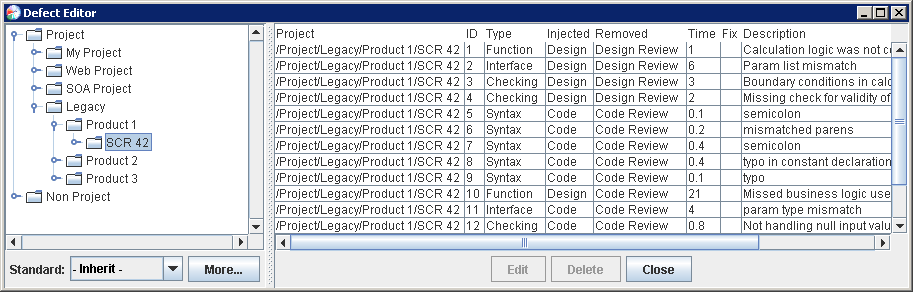 Defect Editor
Project
My Project
Web Project
SOA Project
Legacy
Product 1
SCR 42
Product 2
Product 3
Non Project
Standard: - Inherit - More...
Project ID Type Injected Removed Time Fix Description
/Project/Legacy/Product 1/SCR 42 1 Function Design Design Review 1 Calculation logic was not
/Project/Legacy/Product 1/SCR 42 2 Interface Design Design Review 6 Param list mismatch
/Project/Legacy/Product 1/SCR 42 3 Checking Design Design Review 3 Boundary conditions in
/Project/Legacy/Product 1/SCR 42 4 Checking Design Design Review 2 Missing check for validity of
/Project/Legacy/Product 1/SCR 42 5 Syntax Code Code Review 0.1 semicolon
/Project/Legacy/Product 1/SCR 42 6 Syntax Code Code Review 0.2 mismatched parens
/Project/Legacy/Product 1/SCR 42 7 Syntax Code Code Review 0.4 semicolon
/Project/Legacy/Product 1/SCR 42 8 Syntax Code Code Review 0.4 typo in constant declaration
/Project/Legacy/Product 1/SCR 42 9 Syntax Code Code Review 0.1 typo
/Project/Legacy/Product 1/SCR 42 10 Function Design Code Review 21 Missed business logic use
/Project/Legacy/Product 1/SCR 42 11 Interface Code Code Review 4 param type mismatch
/Project/Legacy/Product 1/SCR 42 12 Checking Code Code Review 0.8 Not handling null input
Edit Delete Close